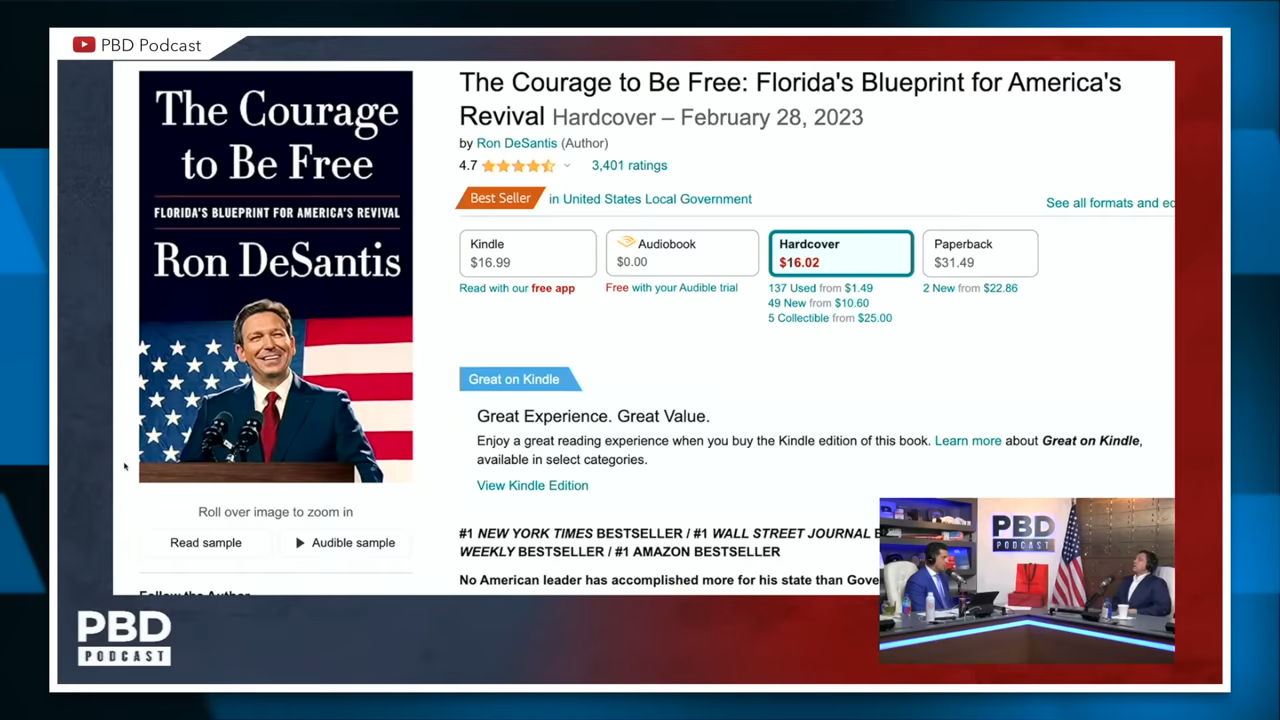 PBD Podcast
The Courage
to Be Free
FLORIDA'S BLUEPRINT FOR AMERICA'S REVIVAL
Ron DeSantis
Roll over image to zoom in
Read sample
Audible sample
Follow the Author
The Courage to Be Free: Florida's Blueprint for America's
Revival Hardcover – February 28, 2023
by Ron DeSantis (Author)
4.7 3,401 ratings
Best Seller in United States Local Government
See all formats and
Kindle
$16.99
Read with our free app
Audiobook
$0.00
Free with your Audible trial
Hardcover
$16.02
137 Used from $1.49
49 New from $10.60
5 Collectible from $25.00
Paperback
$31.49
2 New from $22.86
Great on Kindle
Great Experience. Great Value.
Enjoy a great reading experience when you buy the Kindle edition of this book. Learn more about Great on Kindle,
available in select categories.
View Kindle Edition
#1 NEW YORK TIMES BESTSELLER / #1 WALL STREET JOURNAL
WEEKLY BESTSELLER / #1 AMAZON BESTSELLER
No American leader has accomplished more for his state than
PBD
PODCAST
PBD
PODCAST